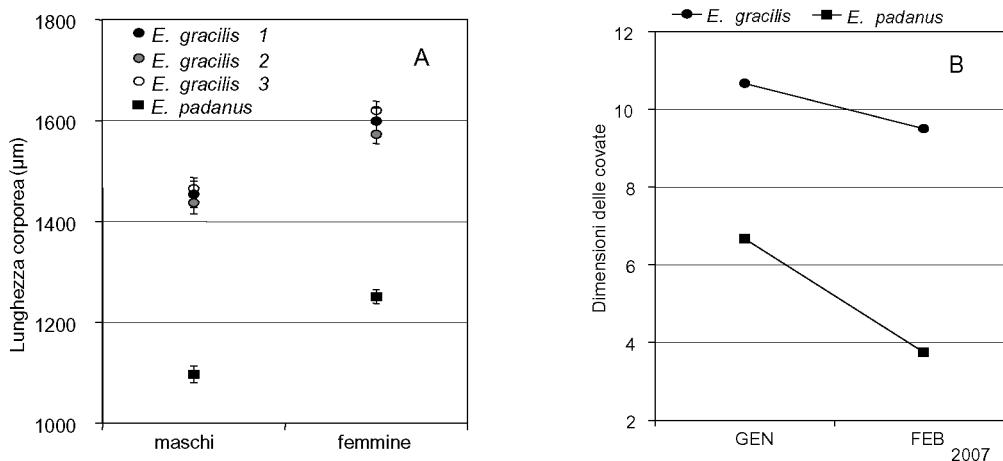 1800
1600
1400
1200
1000
Lunghezza corporea (µm)
E. gracilis 1
E. gracilis 2
E. gracilis 3
E. padanus
A
maschi
femmine
E. gracilis
E. padanus
12
10
8
6
4
2
Dimensioni delle covate
B
GEN
FEB
2007